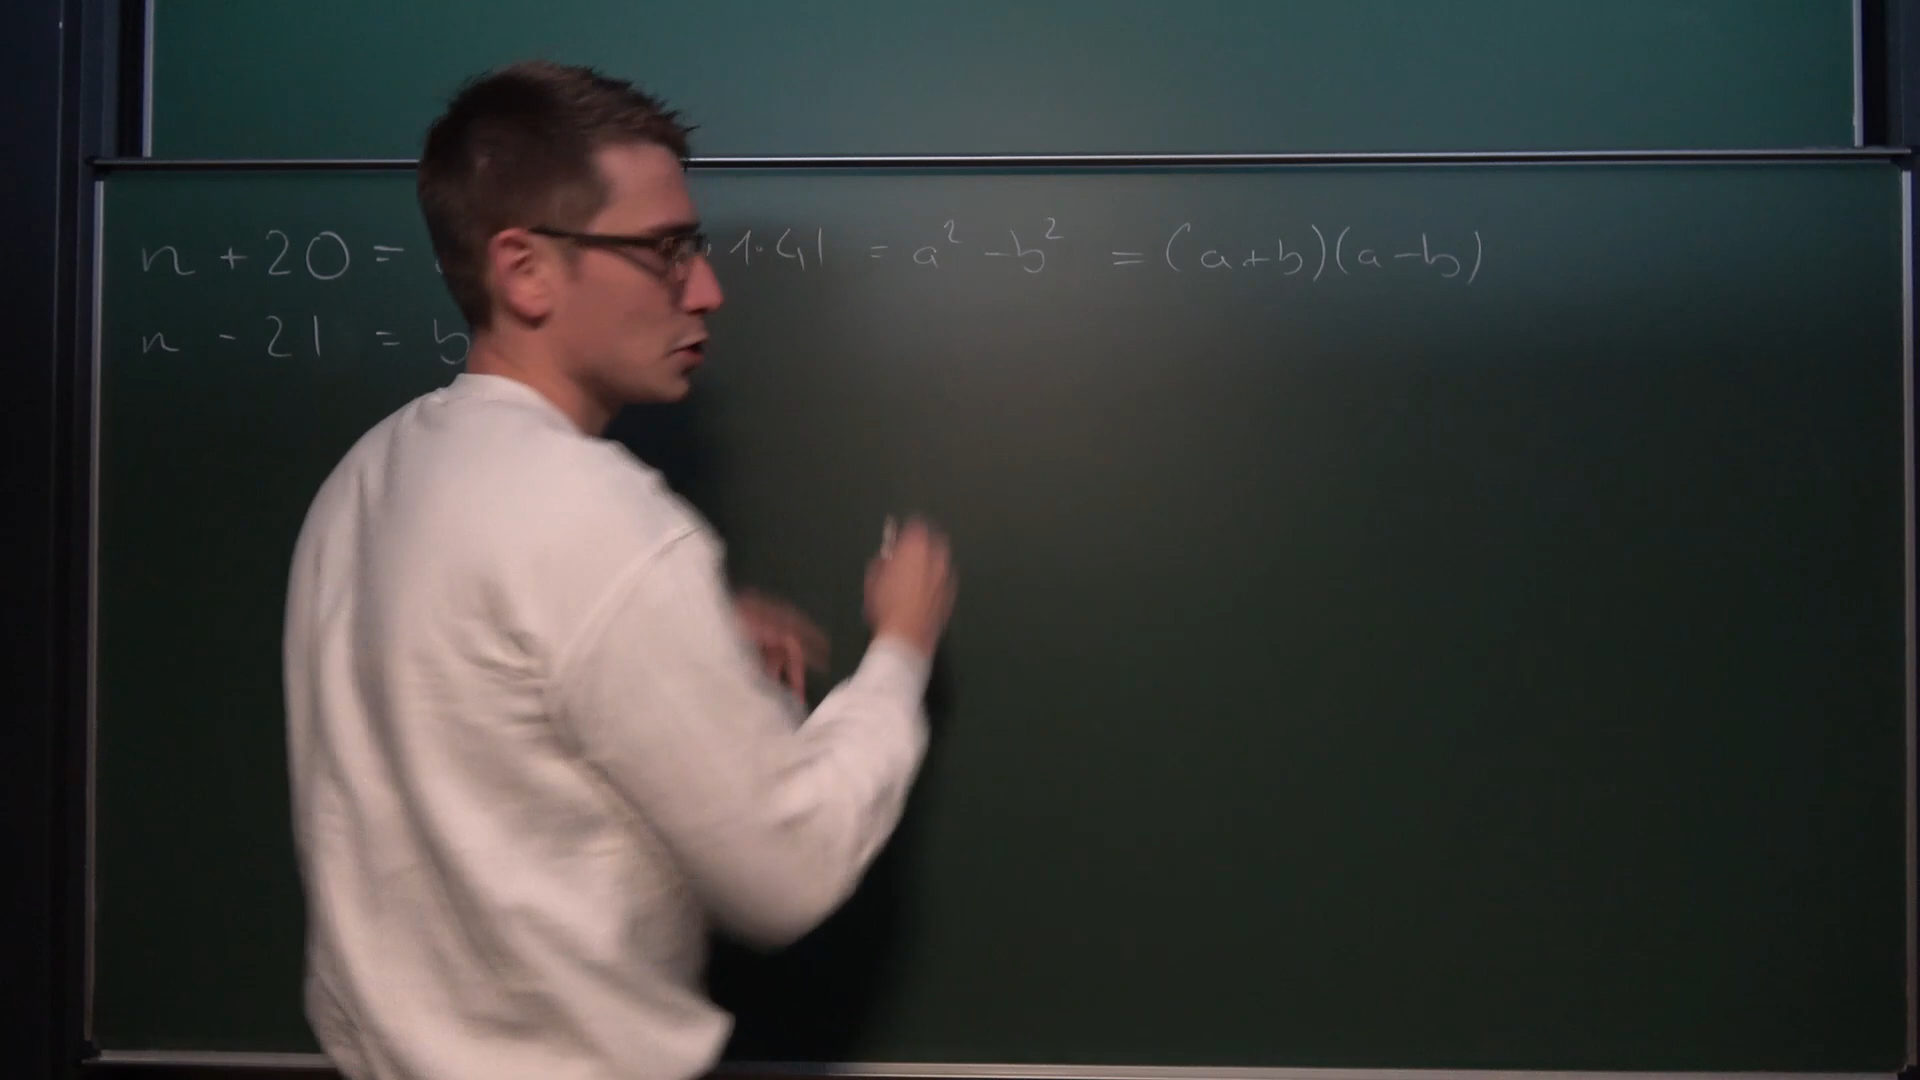 n + 20 = · 1 · 41 = a² - b² = (a+b)(a-b)
n - 21 = b